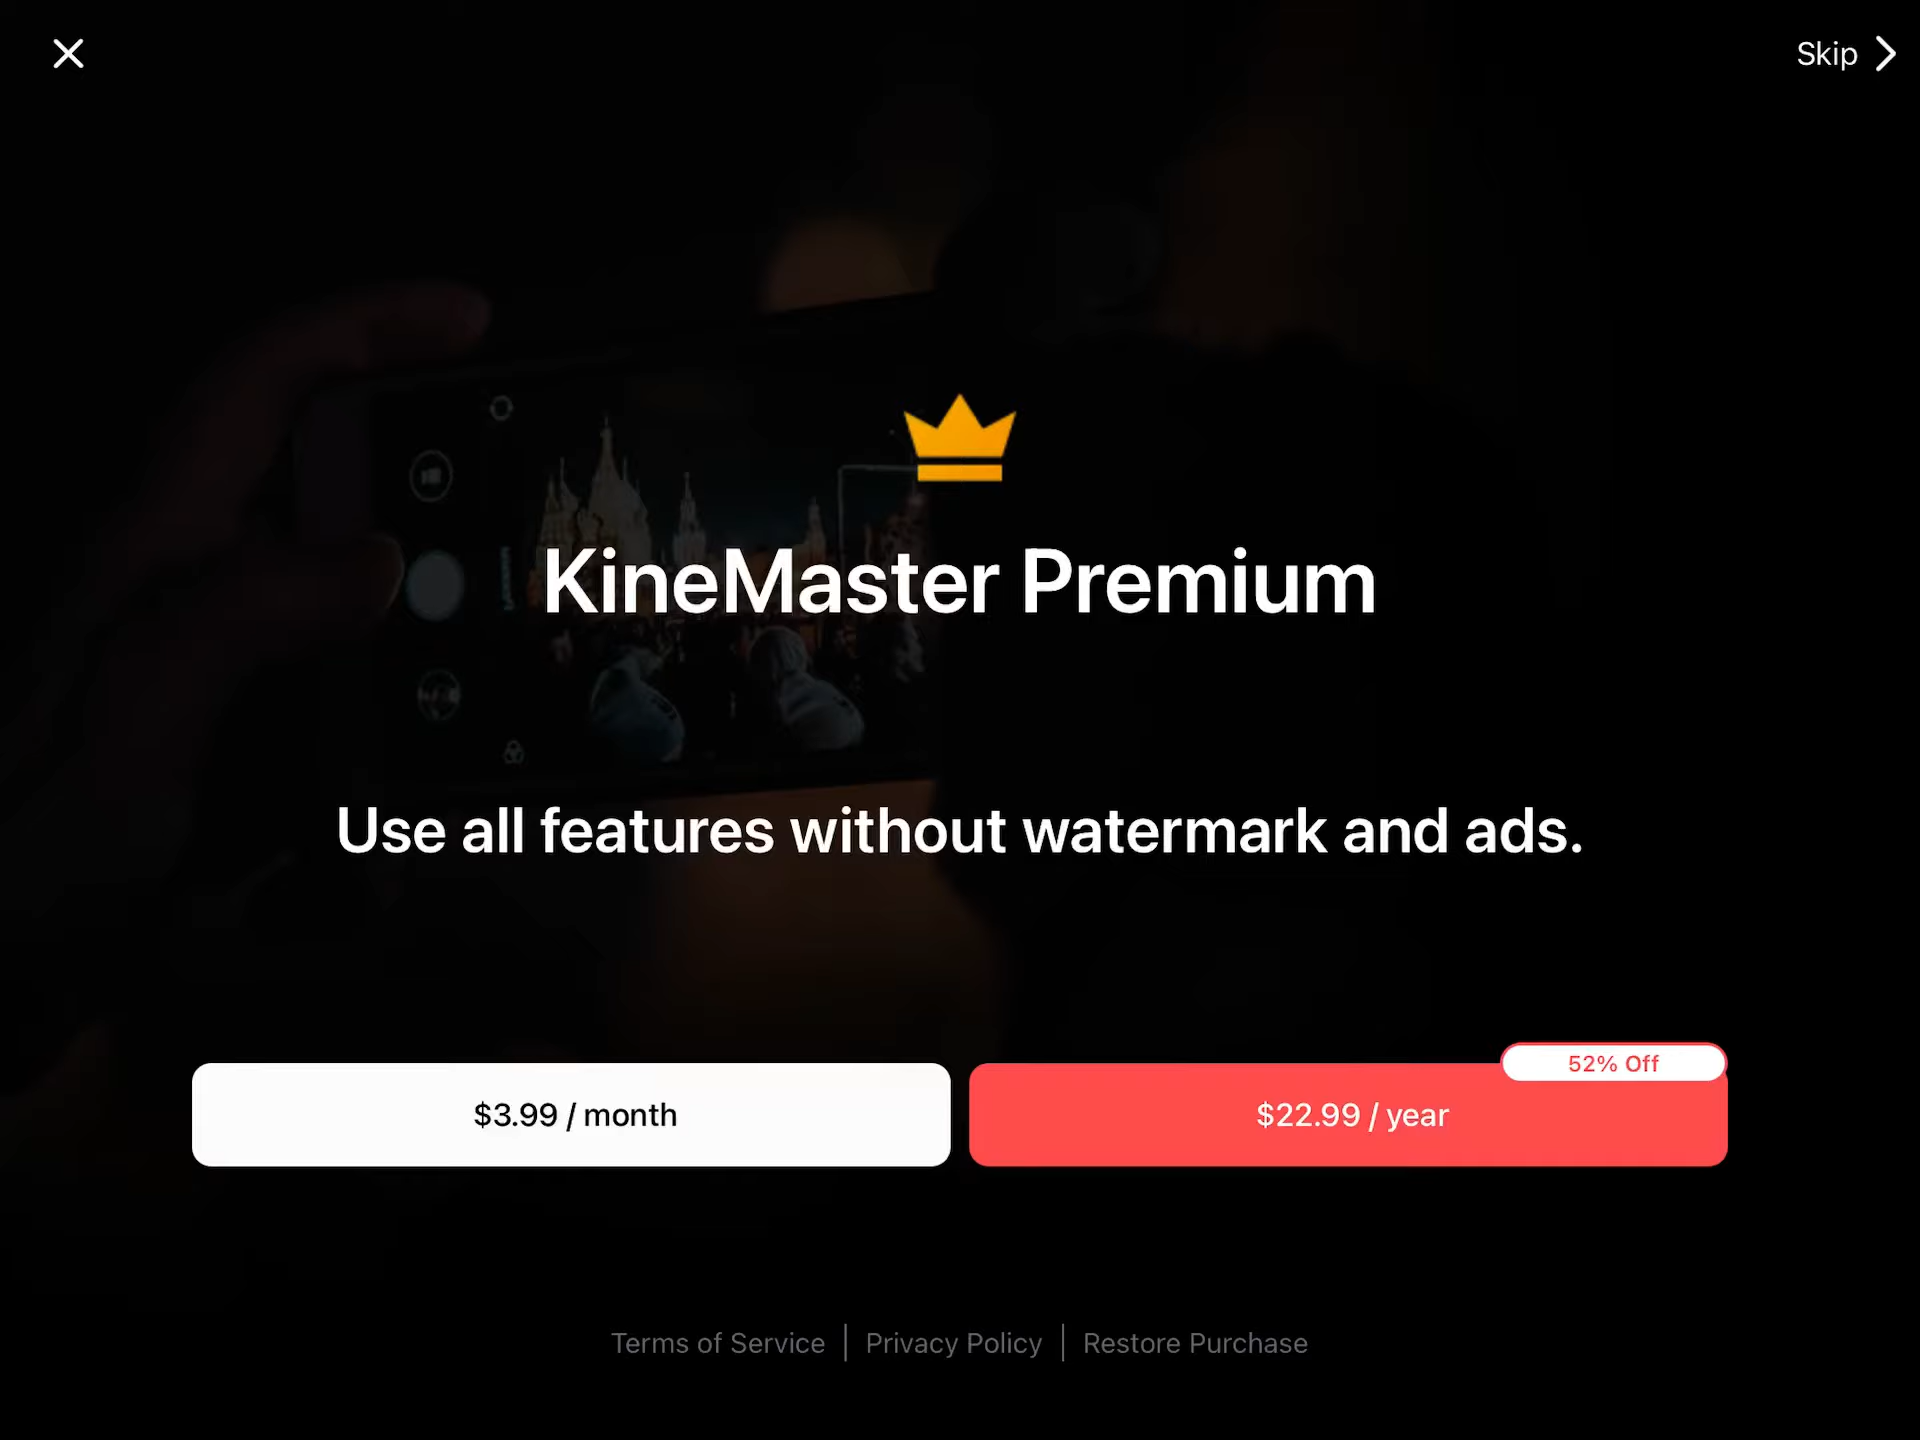 Skip
KineMaster Premium
Use all features without watermark and ads.
52% Off
$3.99 / month
$22.99 / year
Terms of Service | Privacy Policy | Restore Purchase